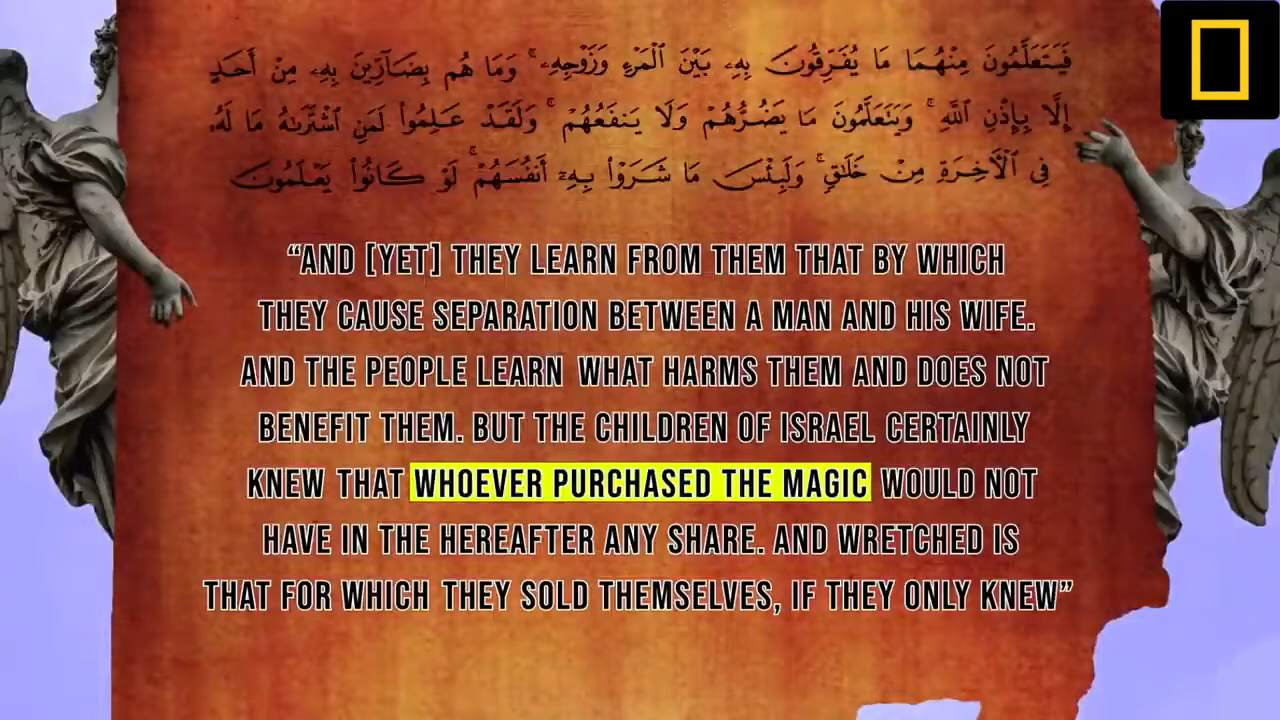 فَيَتَعَلَّمُونَ مِنْهُمَا مَا يُفَرِّقُونَ بِهِۦ بَيْنَ ٱلْمَرْءِ وَزَوْجِهِۦ ۚ وَمَا هُم بِضَآرِّينَ بِهِۦ مِنْ أَحَدٍ
إِلَّا بِإِذْنِ ٱللَّهِ ۚ وَيَتَعَلَّمُونَ مَا يَضُرُّهُمْ وَلَا يَنفَعُهُمْ ۚ وَلَقَدْ عَلِمُوا۟ لَمَنِ ٱشْتَرَىٰهُ مَا لَهُۥ
فِى ٱلْـَٔاخِرَةِ مِنْ خَلَٰقٍ ۚ وَلَبِئْسَ مَا شَرَوْا۟ بِهِۦٓ أَنفُسَهُمْ ۚ لَوْ كَانُوا۟ يَعْلَمُونَ
“AND [YET] THEY LEARN FROM THEM THAT BY WHICH
THEY CAUSE SEPARATION BETWEEN A MAN AND HIS WIFE.
AND THE PEOPLE LEARN WHAT HARMS THEM AND DOES NOT
BENEFIT THEM. BUT THE CHILDREN OF ISRAEL CERTAINLY
KNEW THAT WHOEVER PURCHASED THE MAGIC WOULD NOT
HAVE IN THE HEREAFTER ANY SHARE. AND WRETCHED IS
THAT FOR WHICH THEY SOLD THEMSELVES, IF THEY ONLY KNEW”